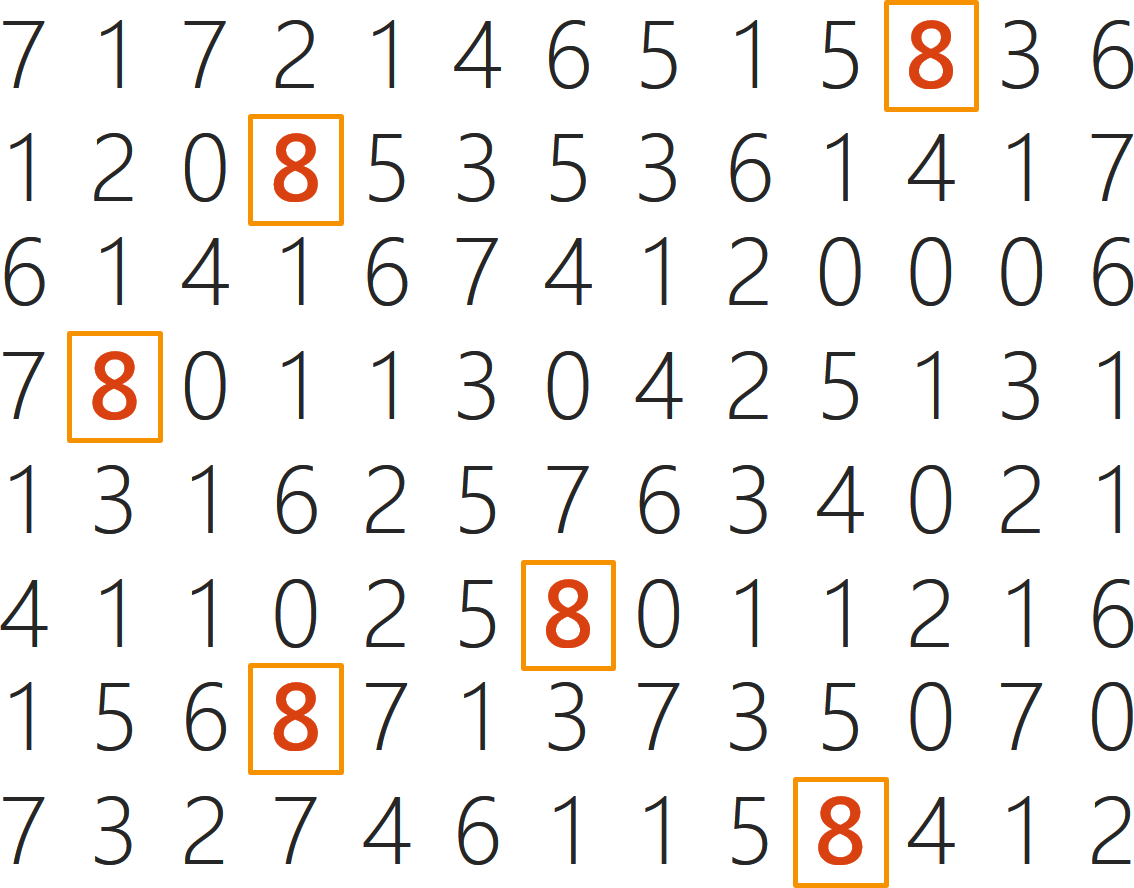 7 1 7 2 1 4 6 5 1 5 8 3 6
1 2 0 8 5 3 5 3 6 1 4 1 7
6 1 4 1 6 7 4 1 2 0 0 0 6
7 8 0 1 1 3 0 4 2 5 1 3 1
1 3 1 6 2 5 7 6 3 4 0 2 1
4 1 1 0 2 5 8 0 1 1 2 1 6
1 5 6 8 7 1 3 7 3 5 0 7 0
7 3 2 7 4 6 1 1 5 8 4 1 2